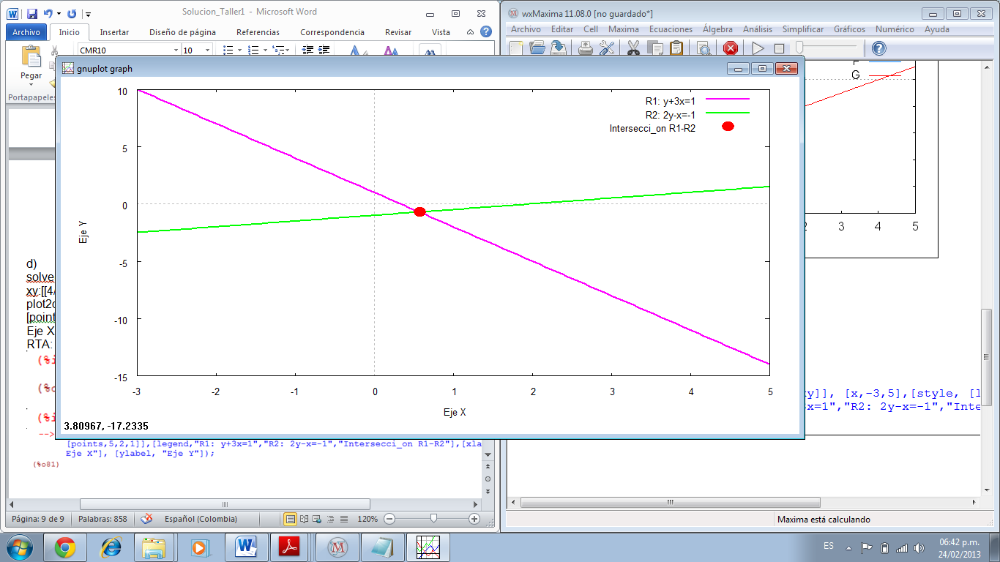 Solucion_Taller1 - Microsoft Word
Archivo Inicio Insertar Diseño de página Referencias Correspondencia Revisar Vista
CMR10 10
Pegar
Portapapeles
wxMaxima 11.08.0 [no guardado*]
Archivo Editar Cell Maxima Ecuaciones Álgebra Análisis Simplificar Gráficos Numérico Ayuda
G
2 3 4 5
gnuplot graph
R1: y+3x=1
R2: 2y-x=-1
Intersecci_on R1-R2
10
5
0
-5
-10
-15
-3 -2 -1 0 1 2 3 4 5
Eje Y
Eje X
3.80967, -17.2335
d)
solve
xy:[[4/
plot2d
[point
Eje X
RTA:
(%i
(%o
(%i
-->
[points,5,2,1]],[legend,"R1: y+3x=1","R2: 2y-x=-1","Intersecci_on R1-R2"],[xla
Eje X"], [ylabel, "Eje Y"]);
(%o81)
xy]], [x,-3,5],[style, [l
x=1","R2: 2y-x=-1","Inte
Página: 9 de 9 Palabras: 858 Español (Colombia) 120%
Maxima está calculando
ES
06:42 p.m.
24/02/2013